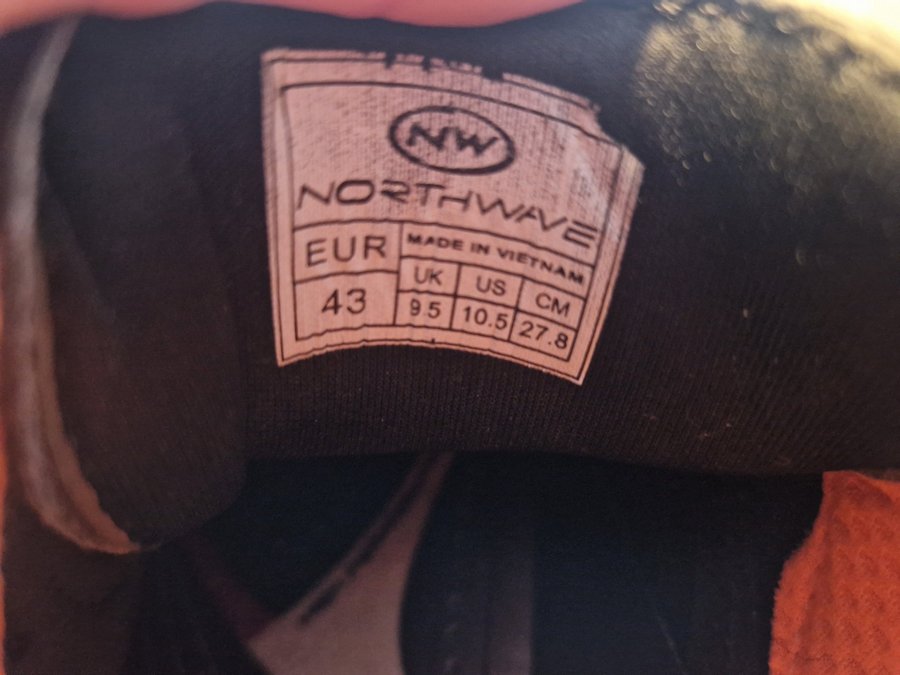 NW
NORTHWAVE
EUR MADE IN VIETNAM
UK US CM
43 9.5 10.5 27.8